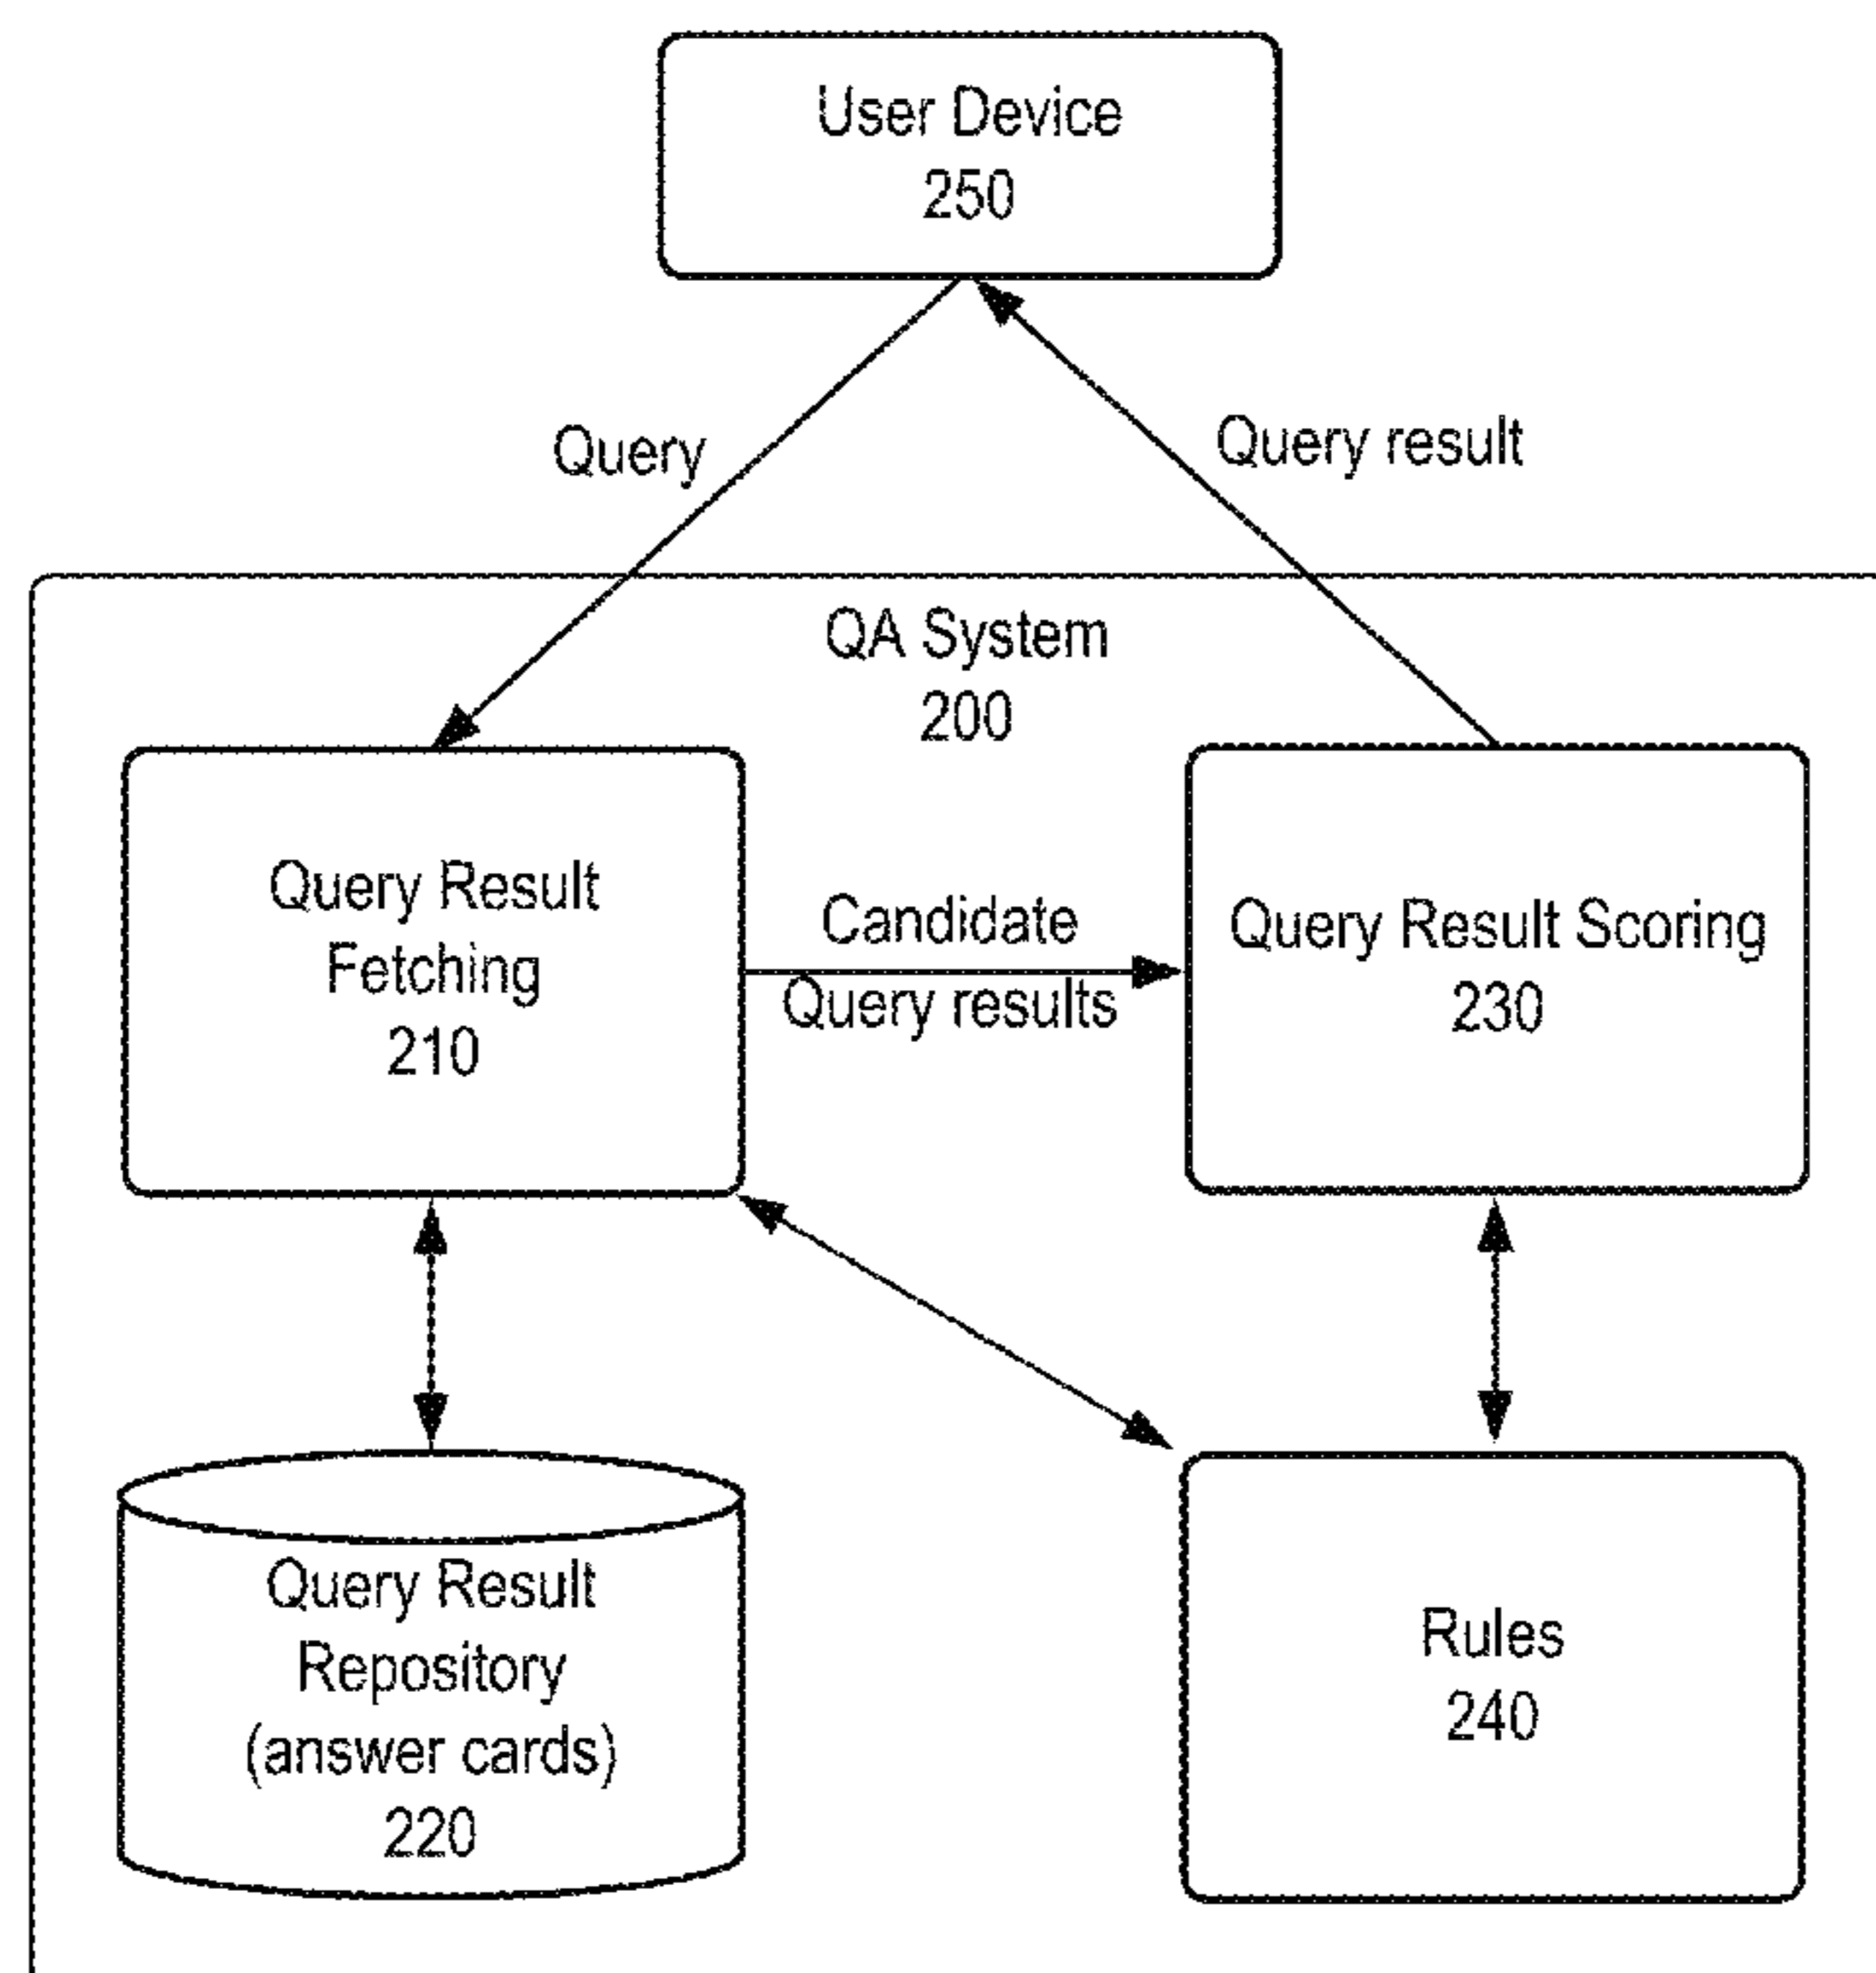 User Device
250
Query
Query result
QA System
200
Query Result
Fetching
210
Candidate
Query results
Query Result Scoring
230
Query Result
Repository
(answer cards)
220
Rules
240